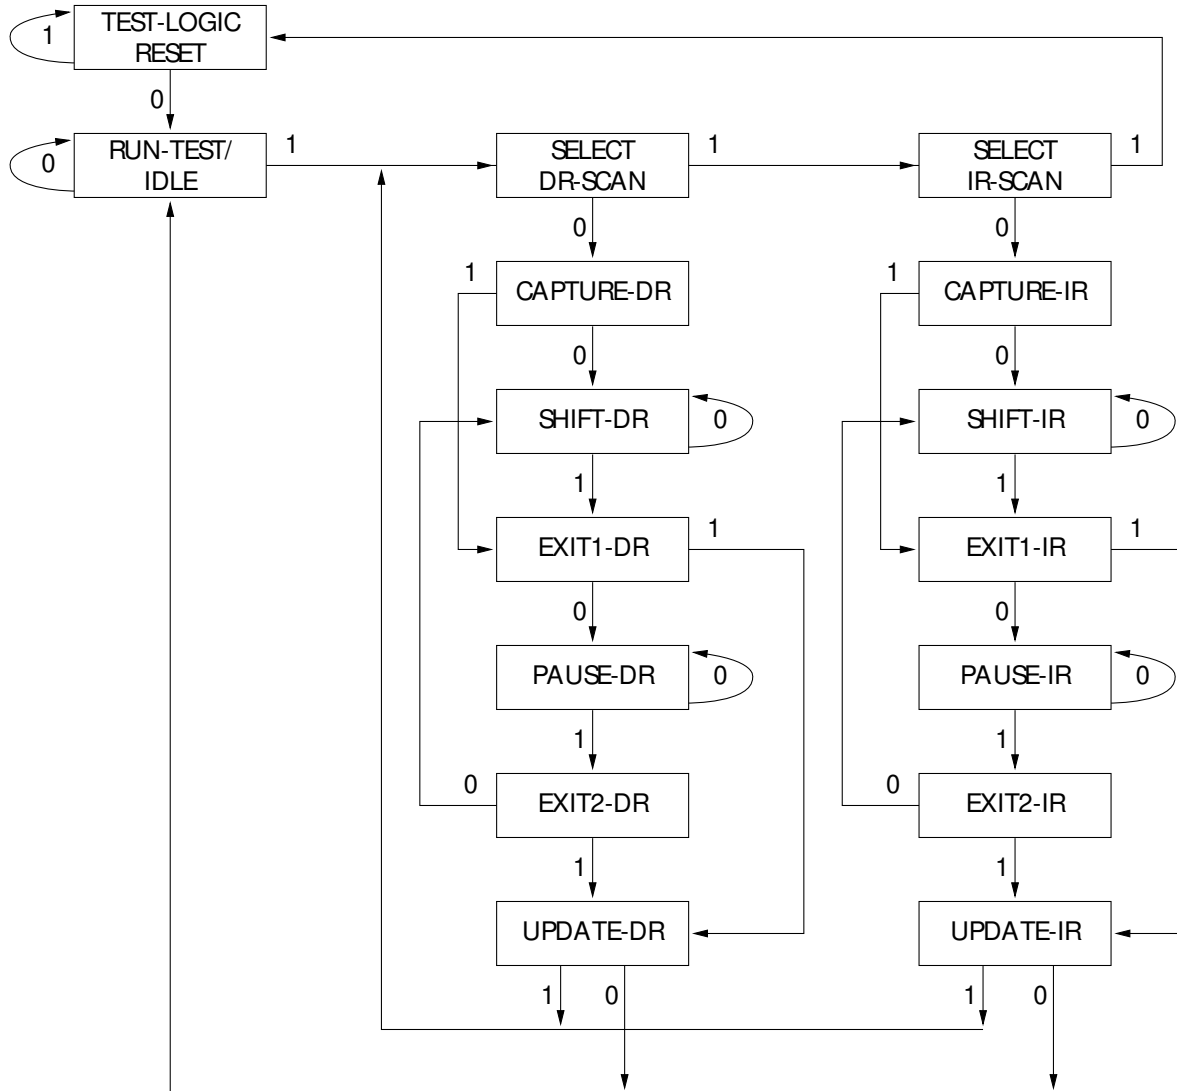 TEST-LOGIC
RESET
1
0
RUN-TEST/
IDLE
0
1
SELECT
DR-SCAN
1
SELECT
IR-SCAN
1
0
0
1
CAPTURE-DR
1
CAPTURE-IR
0
0
SHIFT-DR
0
SHIFT-IR
0
1
1
EXIT1-DR
1
EXIT1-IR
1
0
0
PAUSE-DR
0
PAUSE-IR
0
1
1
0
EXIT2-DR
0
EXIT2-IR
1
1
UPDATE-DR
UPDATE-IR
1
0
1
0